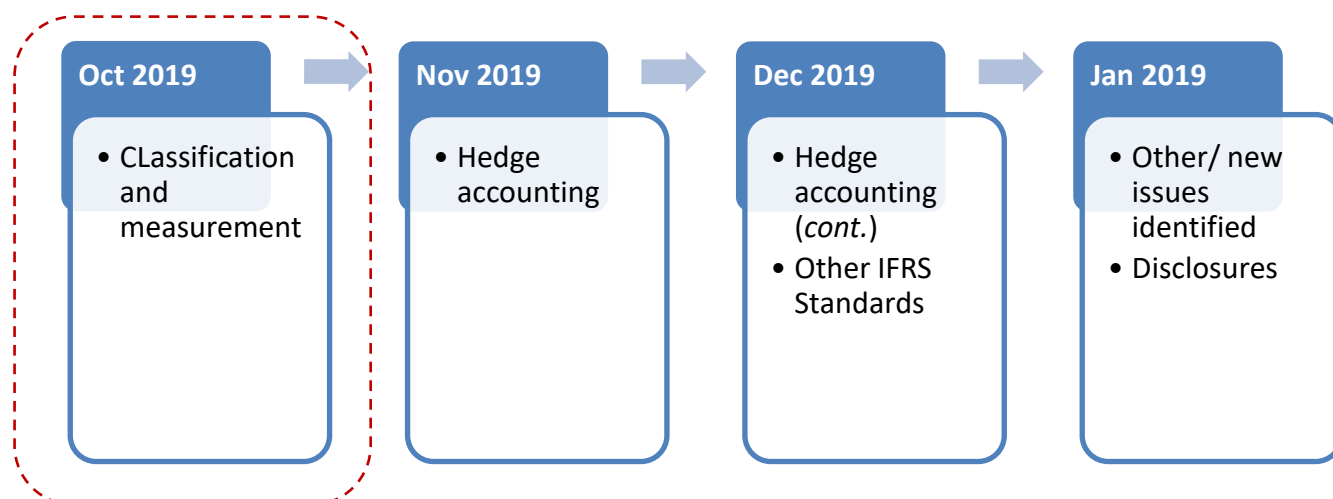 Oct 2019
• CLassification
and
measurement
Nov 2019
• Hedge
accounting
Dec 2019
• Hedge
accounting
(cont.)
• Other IFRS
Standards
Jan 2019
• Other/ new
issues
identified
• Disclosures